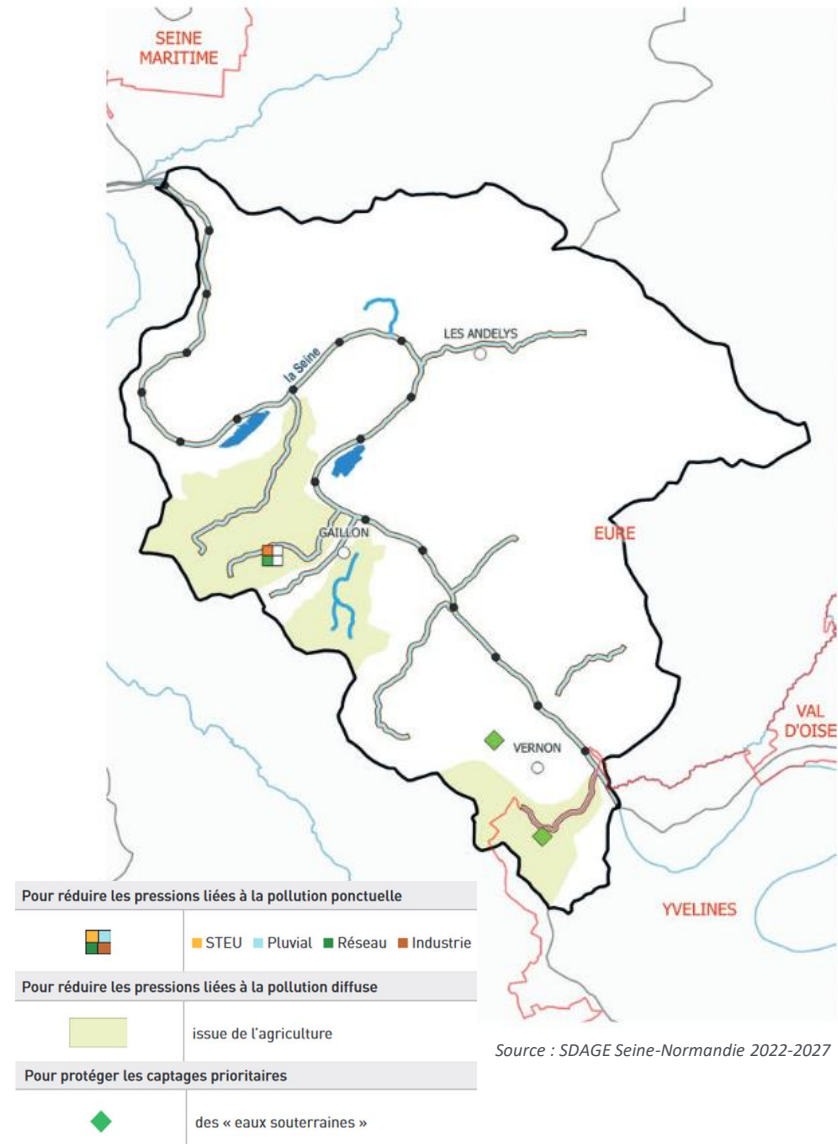 SEINE
MARITIME
LES ANDELYS
la Seine
GAILLON
EURE
VAL
D'OISE
VERNON
YVELINES
Pour réduire les pressions liées à la pollution ponctuelle
STEU Pluvial Réseau Industrie
Pour réduire les pressions liées à la pollution diffuse
issue de l'agriculture
Source : SDAGE Seine-Normandie 2022-2027
Pour protéger les captages prioritaires
des « eaux souterraines »